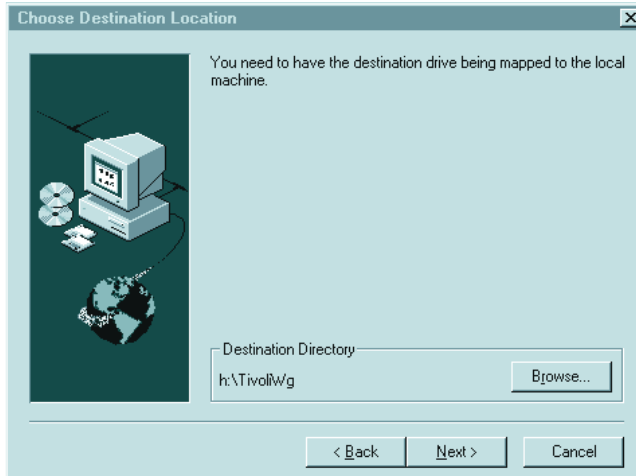 Choose Destination Location
You need to have the destination drive being mapped to the local
machine.
Destination Directory
h:\TivoliWg
Browse...
< Back
Next >
Cancel